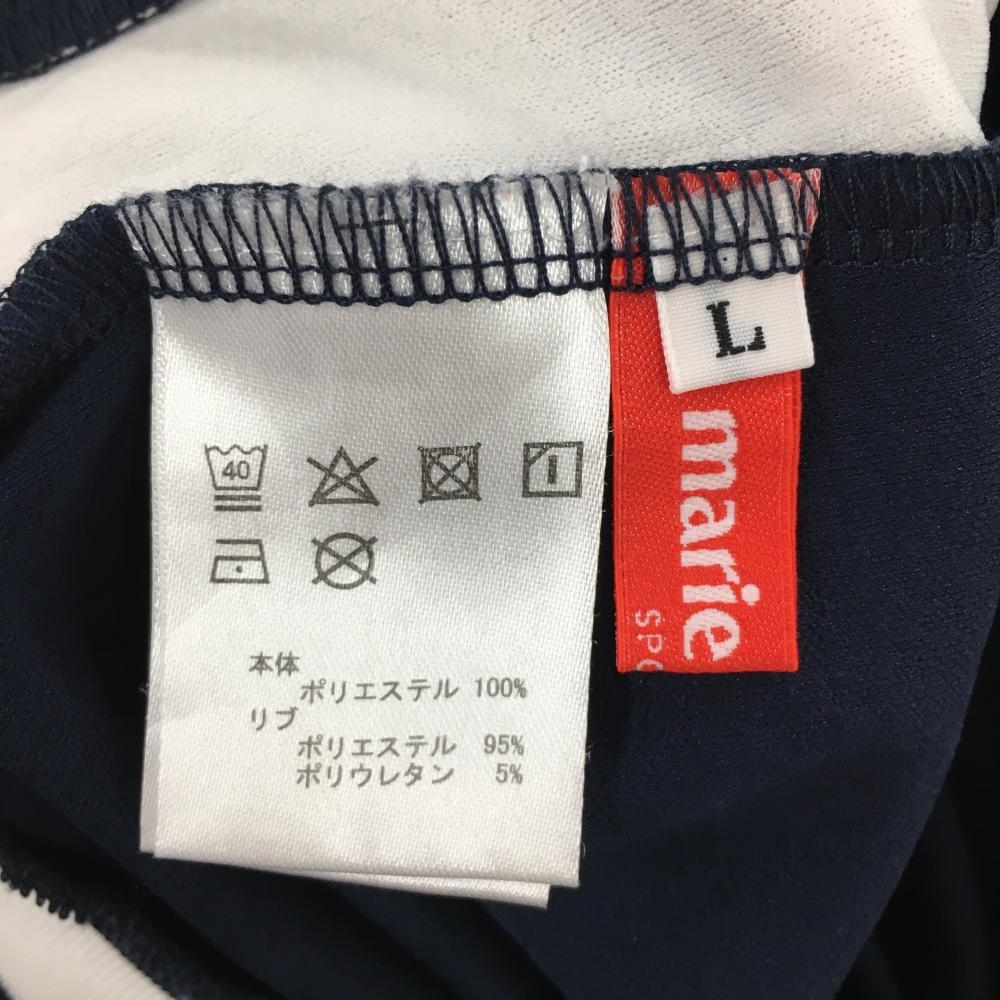 L
marie
SPO
40
本体
ポリエステル 100%
リブ
ポリエステル 95%
ポリウレタン 5%